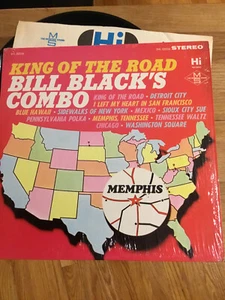 Hi
STEREO
Hi
KING OF THE ROAD
BILL BLACK'S
COMBO
KING OF THE ROAD • DETROIT CITY
I LEFT MY HEART IN SAN FRANCISCO
BLUE HAWAII • SIDEWALKS OF NEW YORK • MEXICO • SIOUX CITY SUE
PENNSYLVANIA POLKA • MEMPHIS, TENNESSEE • TENNESSEE WALTZ
CHICAGO • WASHINGTON SQUARE
MEMPHIS